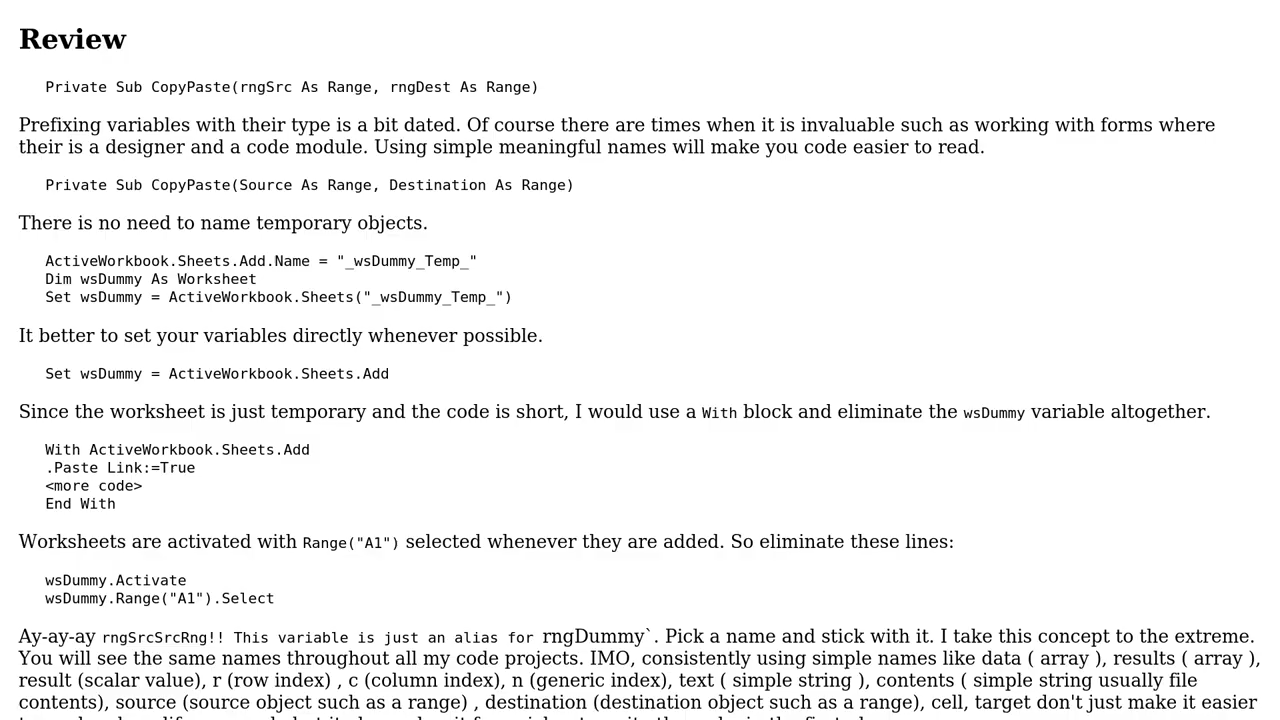 Review
Private Sub CopyPaste(rngSrc As Range, rngDest As Range)
Prefixing variables with their type is a bit dated. Of course there are times when it is invaluable such as working with forms where
their is a designer and a code module. Using simple meaningful names will make you code easier to read.
Private Sub CopyPaste(Source As Range, Destination As Range)
There is no need to name temporary objects.
ActiveWorkbook.Sheets.Add.Name = "_wsDummy_Temp_"
Dim wsDummy As Worksheet
Set wsDummy = ActiveWorkbook.Sheets("_wsDummy_Temp_")
It better to set your variables directly whenever possible.
Set wsDummy = ActiveWorkbook.Sheets.Add
Since the worksheet is just temporary and the code is short, I would use a With block and eliminate the wsDummy variable altogether.
With ActiveWorkbook.Sheets.Add
.Paste Link:=True
<more code>
End With
Worksheets are activated with Range("A1") selected whenever they are added. So eliminate these lines:
wsDummy.Activate
wsDummy.Range("A1").Select
Ay-ay-ay rngSrcSrcRng!! This variable is just an alias for rngDummy`. Pick a name and stick with it. I take this concept to the extreme.
You will see the same names throughout all my code projects. IMO, consistently using simple names like data ( array ), results ( array ),
result (scalar value), r (row index) , c (column index), n (generic index), text ( simple string ), contents ( simple string usually file
contents), source (source object such as a range) , destination (destination object such as a range), cell, target don't just make it easier